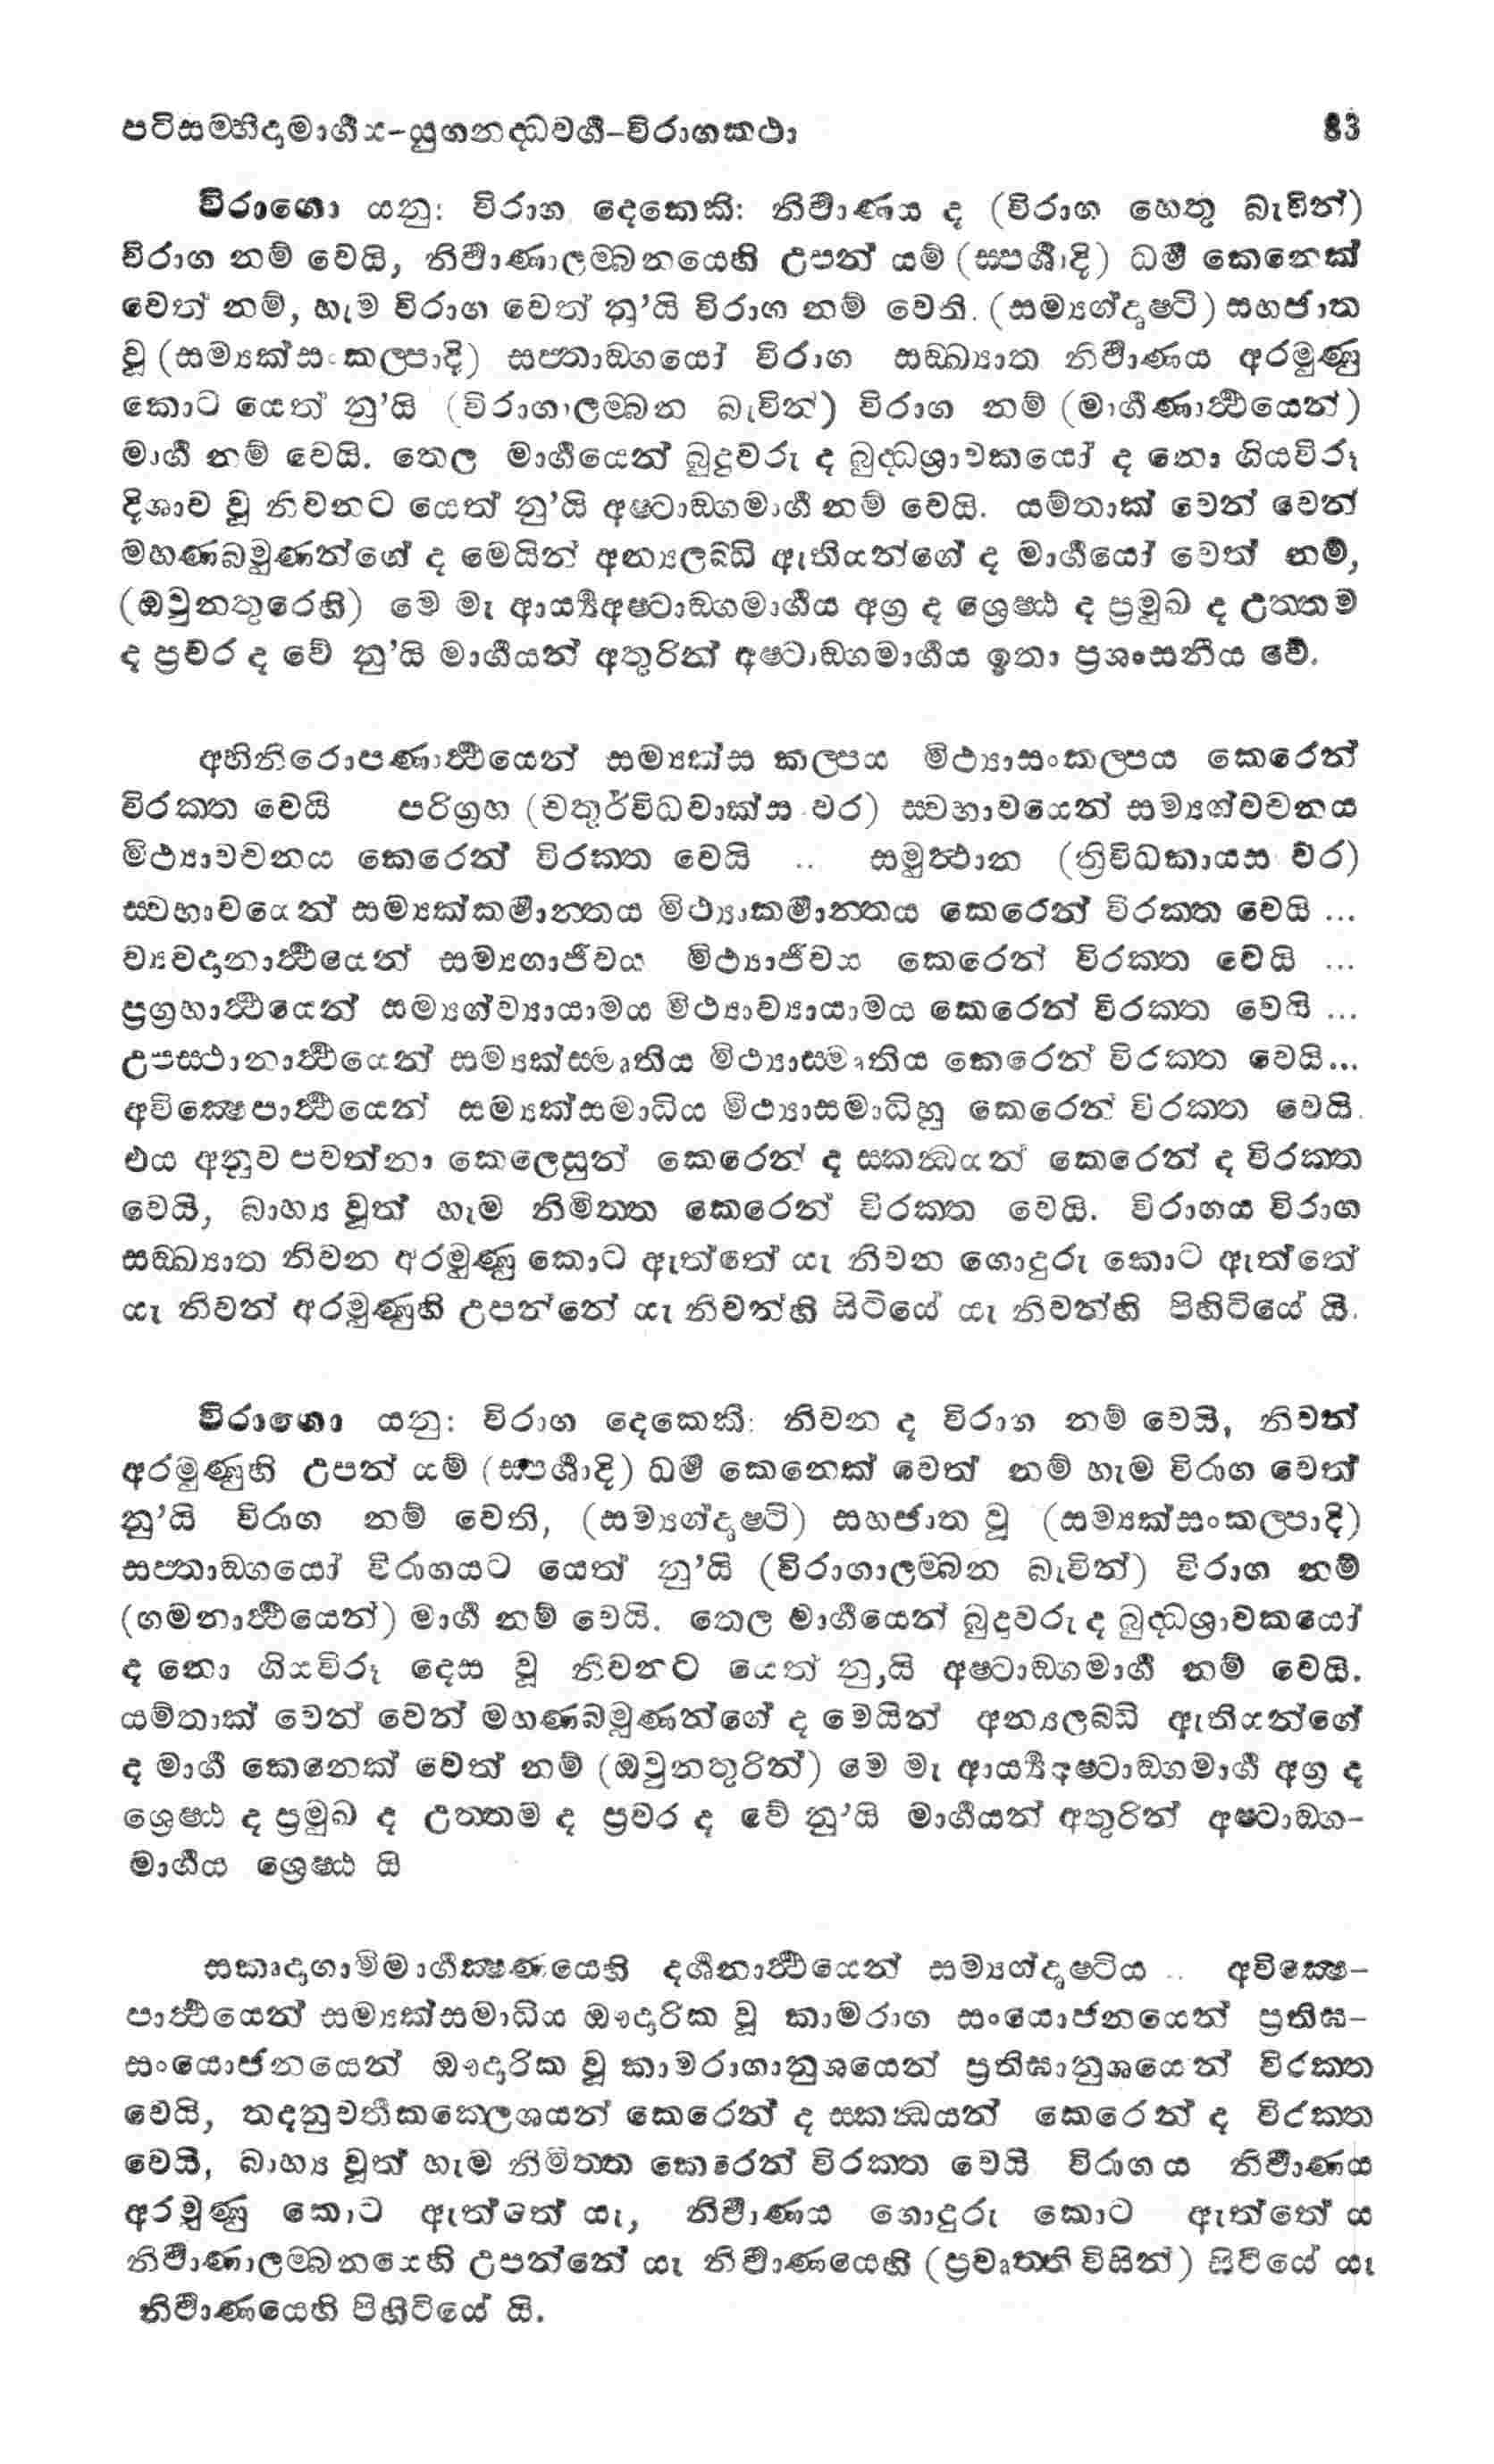 පටිසම්භිදාමාර්ගය-යුගනද්ධවර්ග-විරාගකථා 83
විරාගො යනු: විරාග දෙකෙකි: නිර්වාණය ද (විරාග හෙතු බැවින්)
විරාග නම් වෙයි, නිර්වාණාලම්බනයෙහි උපන් යම් (ස්පර්ශාදි) ධර්ම කෙනෙක්
වෙත් නම්, හැම විරාග වෙත් නු’යි විරාග නම් වෙති. (සම්‍යග්දෘෂ්ටි) සහජාත
වූ (සම්‍යක්සංකල්පාදි) සප්තාඞ්ගයෝ විරාග සඞ්ඛ්‍යාත නිර්වාණය අරමුණු
කොට යෙත් නු’යි (විරාගාලම්බන බැවින්) විරාග නම් (මාර්ගණාර්ථයෙන්)
මාර්ග නම් වෙයි. තෙල මාර්ගයෙන් බුදුවරු ද බුද්ධශ්‍රාවකයෝ ද නො ගියවිරූ
දිශාව වූ නිවනට යෙත් නු’යි අෂ්ටාඞ්ගමාර්ග නම් වෙයි. යම්තාක් වෙන් වෙන්
මහණබමුණන්ගේ ද මෙයින් අන්‍යලබ්ධි ඇතියන්ගේ ද මාර්ගයෝ වෙත් නම්,
(ඔවුනතුරෙහි) මෙ මැ ආර්‍ය්‍යඅෂ්ටාඞ්ගමාර්ගය අග්‍ර ද ශ්‍රෙෂ්ඨ ද ප්‍රමුඛ ද උත්තම
ද ප්‍රවර ද වේ නු’යි මාර්ගයන් අතුරින් අෂ්ටාඞ්ගමාර්ගය ඉතා ප්‍රශංසනීය වේ.
අභිනිරොපණාර්ථයෙන් සම්‍යක්ස කල්පය මිථ්‍යාසංකල්පය කෙරෙන්
විරක්ත වෙයි පරිග්‍රහ (චතුර්විධවාක්ස වර) ස්වභාවයෙන් සම්‍යග්වචනය
මිථ්‍යාවචනය කෙරෙන් විරක්ත වෙයි .. සමුත්ථාන (ත්‍රිවිධකායස වර)
ස්වභාවයෙන් සම්‍යක්කර්මාන්තය මිථ්‍යාකර්මාන්තය කෙරෙන් විරක්ත වෙයි ...
ව්‍යවදානාර්ථයෙන් සම්‍යගාජීවය මිථ්‍යාජීවය කෙරෙන් විරක්ත වෙයි ...
ප්‍රග්‍රහාර්ථයෙන් සම්‍යග්ව්‍යායාමය මිථ්‍යාව්‍යායාමය කෙරෙන් විරක්ත වෙයි ...
උපස්ථානාර්ථයෙන් සම්‍යක්ස්මෘතිය මිථ්‍යාස්මෘතිය කෙරෙන් විරක්ත වෙයි...
අවික්ෂෙපාර්ථයෙන් සම්‍යක්සමාධිය මිථ්‍යාසමාධිහු කෙරෙන් විරක්ත වෙයි.
එය අනුව පවත්නා කෙලෙසුන් කෙරෙන් ද ස්කන්ධයන් කෙරෙන් ද විරක්ත
වෙයි, බාහ්‍ය වූත් හැම නිමිත්ත කෙරෙන් විරක්ත වෙයි. විරාගය විරාග
සඞ්ඛ්‍යාත නිවන අරමුණු කොට ඇත්තේ යැ නිවන ගොදුරු කොට ඇත්තේ
යැ නිවන් අරමුණුහි උපන්නේ යැ නිවන්හි සිටියේ යැ නිවන්හි පිහිටියේ යි.
විරාගො යනු: විරාග දෙකෙකි: නිවන ද විරාග නම් වෙයි, නිවන්
අරමුණුහි උපන් යම් (ස්පර්ශාදි) ධර්ම කෙනෙක් වෙත් නම් හැම විරාග වෙත්
නු’යි විරාග නම් වෙති, (සම්‍යග්දෘෂ්ටි) සහජාත වූ (සම්‍යක්සංකල්පාදි)
සප්තාඞ්ගයෝ විරාගයට යෙත් නු’යි (විරාගාලම්බන බැවින්) විරාග නම්
(ගමනාර්ථයෙන්) මාර්ග නම් වෙයි. තෙල මාර්ගයෙන් බුදුවරු ද බුද්ධශ්‍රාවකයෝ
ද නො ගියවිරූ දෙස වූ නිවනට යෙත් නු,යි අෂ්ටාඞ්ගමාර්ග නම් වෙයි.
යම්තාක් වෙන් වෙන් මහණබමුණන්ගේ ද මෙයින් අන්‍යලබ්ධි ඇතියන්ගේ
ද මාර්ග කෙනෙක් වෙත් නම් (ඔවුනතුරින්) මෙ මැ ආර්‍ය්‍යඅෂ්ටාඞ්ගමාර්ග අග්‍ර ද
ශ්‍රෙෂ්ඨ ද ප්‍රමුඛ ද උත්තම ද ප්‍රවර ද වේ නු’යි මාර්ගයන් අතුරින් අෂ්ටාඞ්ග-
මාර්ගය ශ්‍රෙෂ්ඨ යි
සකෘදාගාමිමාර්ගක්ෂණයෙහි දර්ශනාර්ථයෙන් සම්‍යග්දෘෂ්ටිය .. අවික්ෂෙ-
පාර්ථයෙන් සම්‍යක්සමාධිය ඖදාරික වූ කාමරාග සංයොජනයෙන් ප්‍රතිඝ-
සංයොජනයෙන් ඖදාරික වූ කාමරාගානුශයෙන් ප්‍රතිඝානුශයෙන් විරක්ත
වෙයි, තදනුවර්තකක්ලෙශයන් කෙරෙන් ද ස්කන්ධයන් කෙරෙන් ද විරක්ත
වෙයි, බාහ්‍ය වූත් හැම නිමිත්ත කෙරෙන් විරක්ත වෙයි විරාගය නිර්වාණය
අරමුණු කොට ඇත්තේ යැ, නිර්වාණය ගොදුරු කොට ඇත්තේ ය
නිර්වාණාලම්බනයෙහි උපන්නේ යැ නිර්වාණයෙහි (ප්‍රවෘත්ති විසින්) සිටියේ යැ
නිර්වාණයෙහි පිහිටියේ යි.